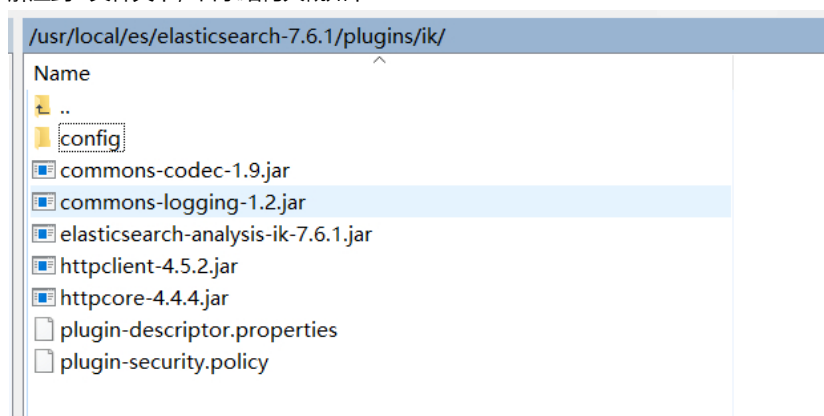 /usr/local/es/elasticsearch-7.6.1/plugins/ik/
Name
..
config
commons-codec-1.9.jar
commons-logging-1.2.jar
elasticsearch-analysis-ik-7.6.1.jar
httpclient-4.5.2.jar
httpcore-4.4.4.jar
plugin-descriptor.properties
plugin-security.policy